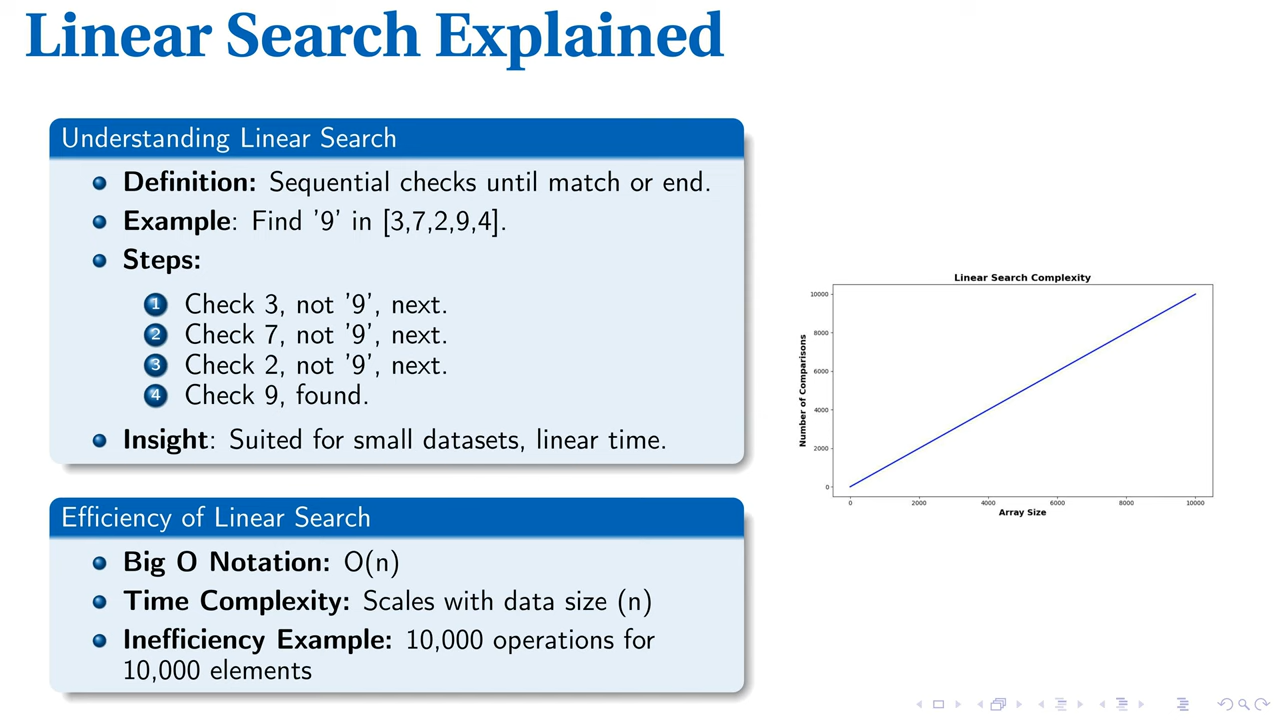 Linear Search Explained
Understanding Linear Search
Definition: Sequential checks until match or end.
Example: Find ’9’ in [3,7,2,9,4].
Steps:
1 Check 3, not ’9’, next.
2 Check 7, not ’9’, next.
3 Check 2, not ’9’, next.
4 Check 9, found.
Insight: Suited for small datasets, linear time.
Efficiency of Linear Search
Big O Notation: O(n)
Time Complexity: Scales with data size (n)
Inefficiency Example: 10,000 operations for
10,000 elements
Linear Search Complexity
Number of Comparisons
10000
8000
6000
4000
2000
0
0 2000 4000 6000 8000 10000
Array Size